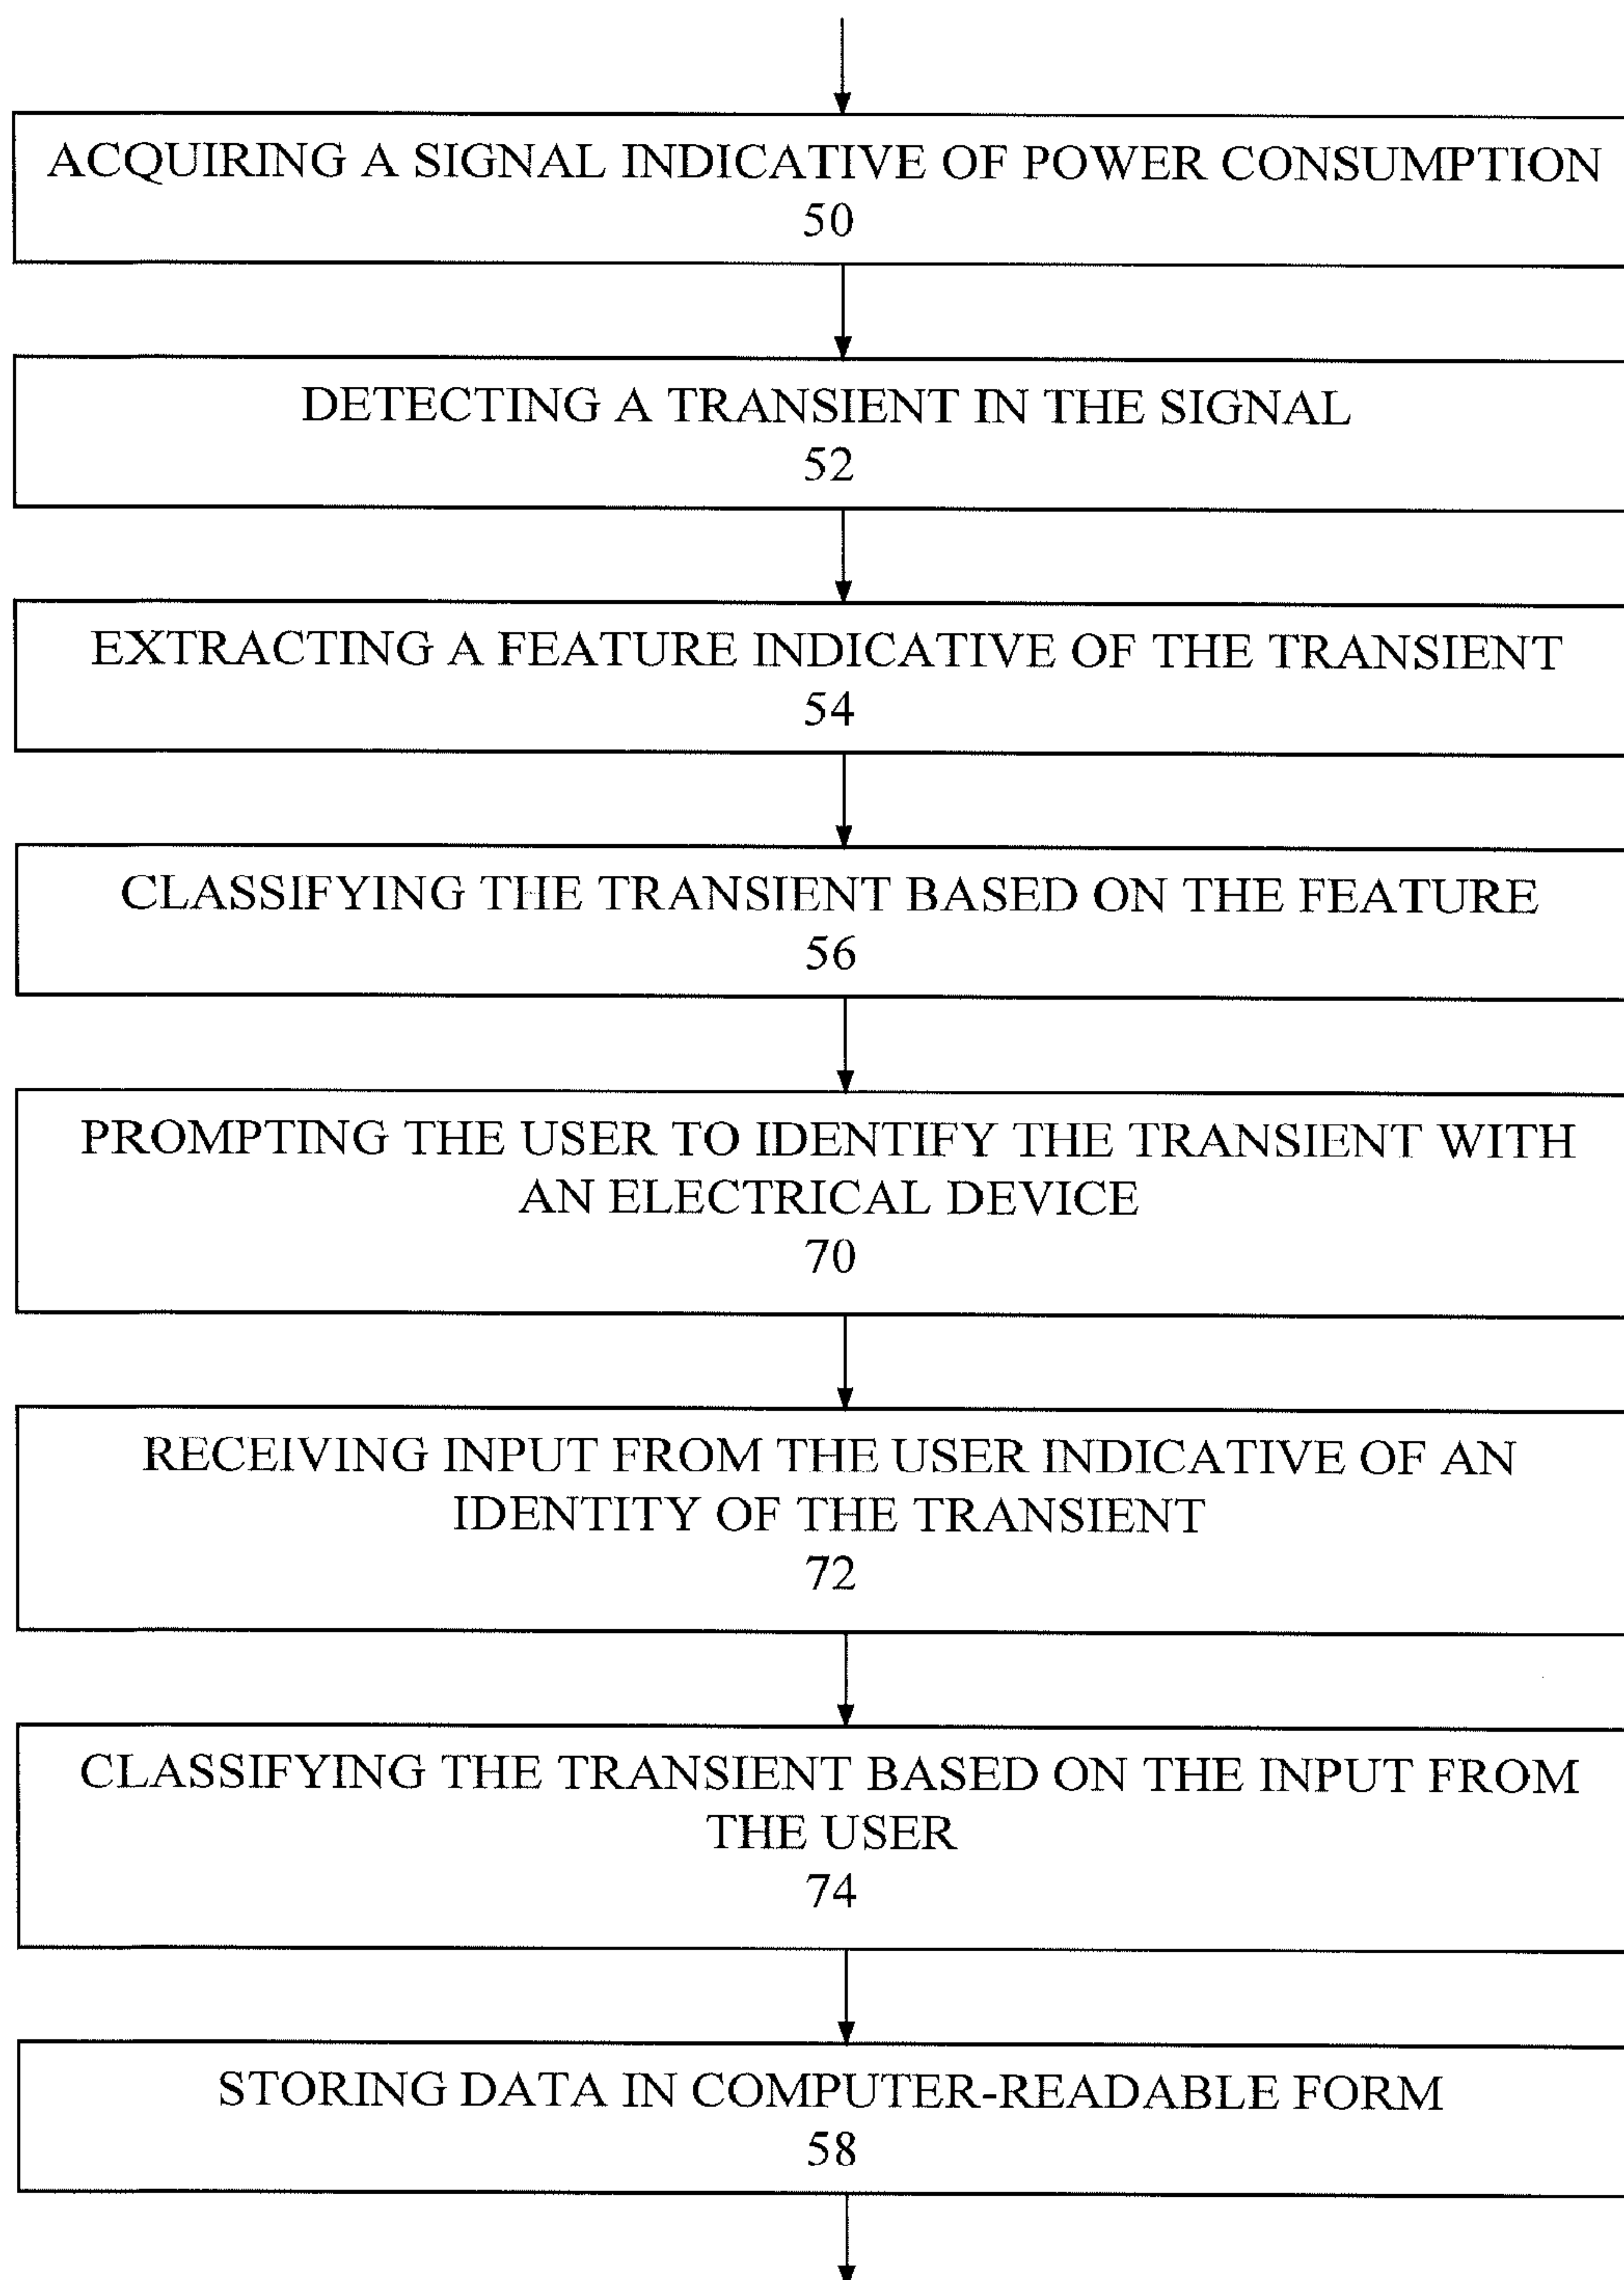 ACQUIRING A SIGNAL INDICATIVE OF POWER CONSUMPTION
50
DETECTING A TRANSIENT IN THE SIGNAL
52
EXTRACTING A FEATURE INDICATIVE OF THE TRANSIENT
54
CLASSIFYING THE TRANSIENT BASED ON THE FEATURE
56
PROMPTING THE USER TO IDENTIFY THE TRANSIENT WITH
AN ELECTRICAL DEVICE
70
RECEIVING INPUT FROM THE USER INDICATIVE OF AN
IDENTITY OF THE TRANSIENT
72
CLASSIFYING THE TRANSIENT BASED ON THE INPUT FROM
THE USER
74
STORING DATA IN COMPUTER-READABLE FORM
58